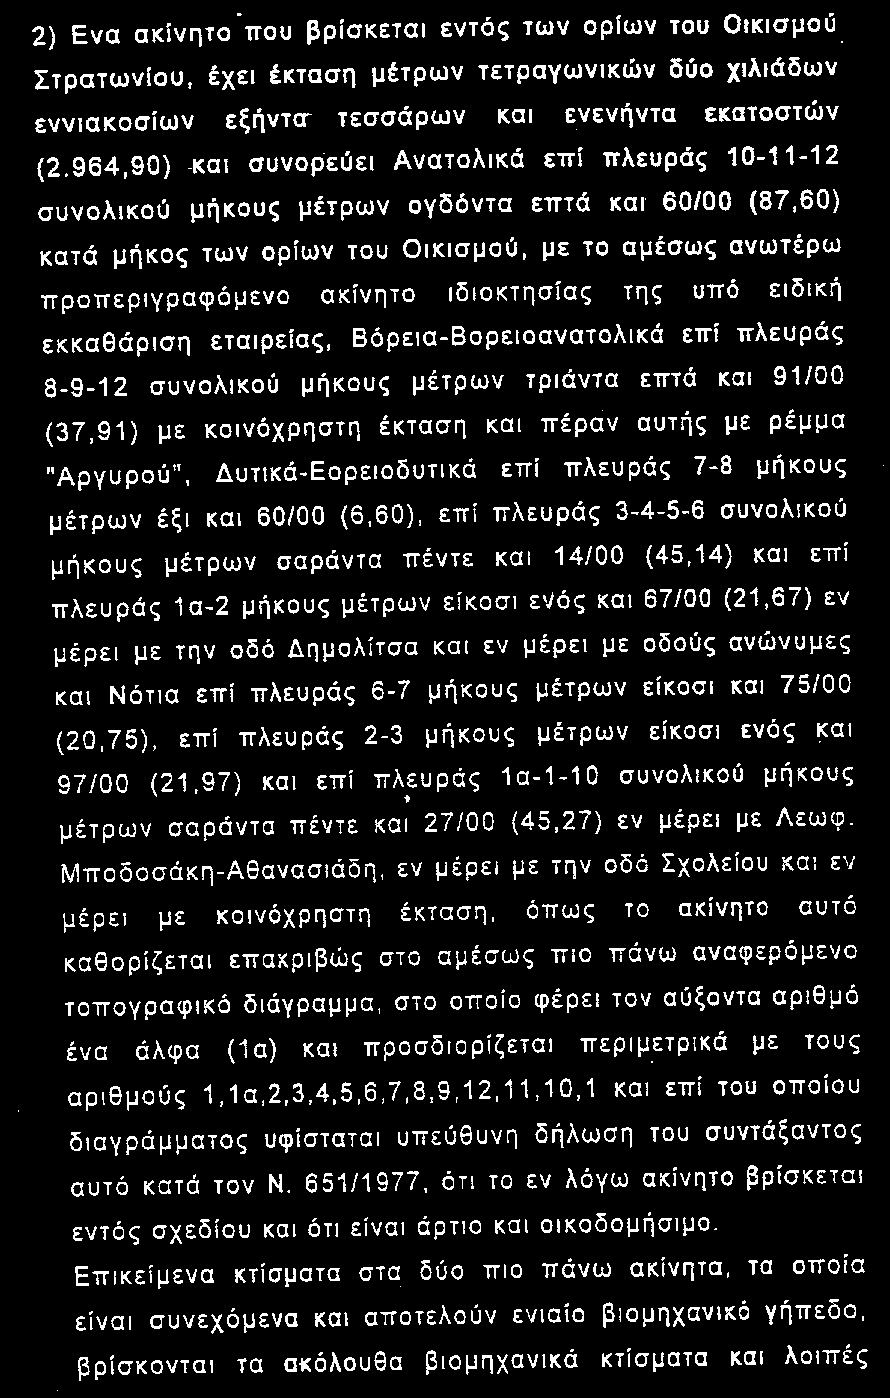 2) Ενα ακίνητο που βρίσκεται εντός των ορίων του Οικισμού
Στρατωνίου, έχει έκταση μέτρων τετραγωνικών δύο χιλιάδων
εννιακοσίων εξήντα τεσσάρων και ενενήντα εκατοστών
(2.964,90) και συνορεύει Ανατολικά επί πλευράς 10-11-12
συνολικού μήκους μέτρων ογδόντα επτά και 60/00 (87,60)
κατά μήκος των ορίων του Οικισμού, με το αμέσως ανωτέρω
προπεριγραφόμενο ακίνητο ιδιοκτησίας της υπό ειδική
εκκαθάριση εταιρείας, Βόρεια-Βορειοανατολικά επί πλευράς
8-9-12 συνολικού μήκους μέτρων τριάντα επτά και 91/00
(37,91) με κοινόχρηστη έκταση και πέραν αυτής με ρέμμα
"Αργυρού", Δυτικά-Εορειοδυτικά επί πλευράς 7-8 μήκους
μέτρων έξι και 60/00 (6,60), επί πλευράς 3-4-5-6 συνολικού
μήκους μέτρων σαράντα πέντε και 14/00 (45,14) και επί
πλευράς 1α-2 μήκους μέτρων είκοσι ενός και 67/00 (21,67) εν
μέρει με την οδό Δημολίτσα και εν μέρει με οδούς ανώνυμες
και Νότια επί πλευράς 6-7 μήκους μέτρων είκοσι και 75/00
(20,75), επί πλευράς 2-3 μήκους μέτρων είκοσι ενός και
97/00 (21,97) και επί πλευράς 1α-1-10 συνολικού μήκους
μέτρων σαράντα πέντε και 27/00 (45,27) εν μέρει με Λεωφ.
Μποδοσάκη-Αθανασιάδη, εν μέρει με την οδό Σχολείου και εν
μέρει με κοινόχρηστη έκταση, όπως το ακίνητο αυτό
καθορίζεται επακριβώς στο αμέσως πιο πάνω αναφερόμενο
τοπογραφικό διάγραμμα, στο οποίο φέρει τον αύξοντα αριθμό
ένα άλφα (1α) και προσδιορίζεται περιμετρικά με τους
αριθμούς 1,1α,2,3,4,5,6,7,8,9,12,11,10,1 και επί του οποίου
διαγράμματος υφίσταται υπεύθυνη δήλωση του συντάξαντος
αυτό κατά τον Ν. 651/1977, ότι το εν λόγω ακίνητο βρίσκεται
εντός σχεδίου και ότι είναι άρτιο και οικοδομήσιμο.
Επικείμενα κτίσματα στα δύο πιο πάνω ακίνητα, τα οποία
είναι συνεχόμενα και αποτελούν ενιαίο βιομηχανικό γήπεδο,
βρίσκονται τα ακόλουθα βιομηχανικά κτίσματα και λοιπές